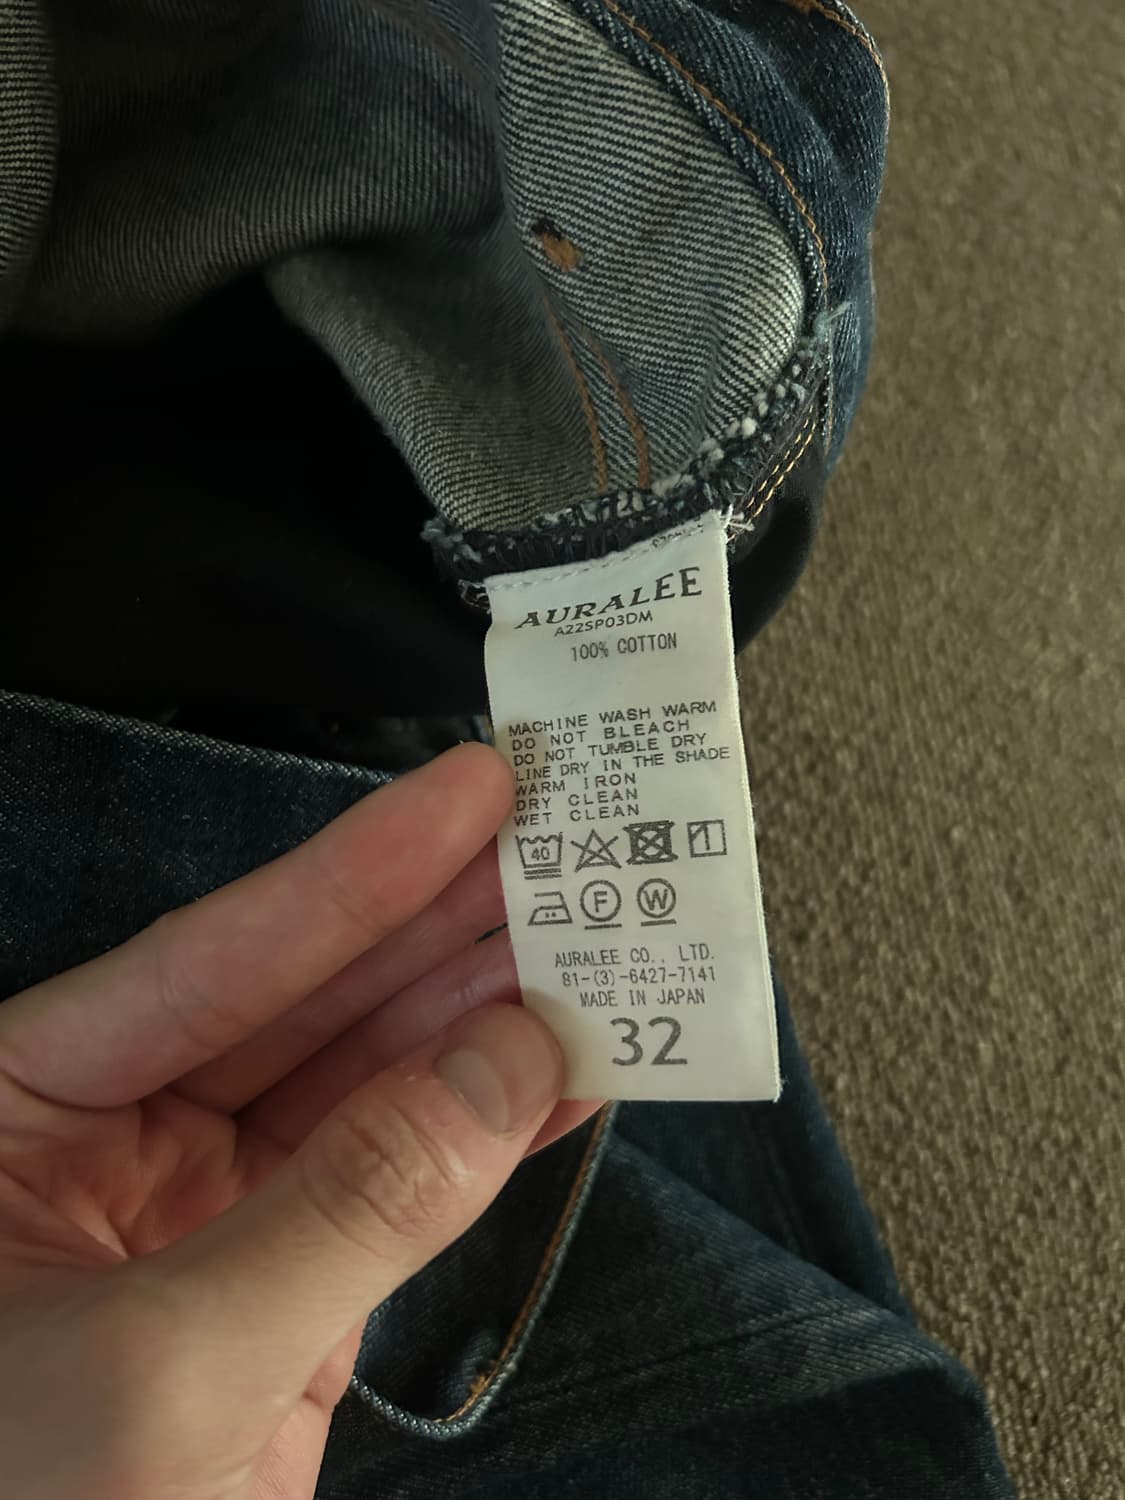 AURALEE
A22SP03DM
100% COTTON
MACHINE WASH WARM
DO NOT BLEACH
DO NOT TUMBLE DRY
LINE DRY IN THE SHADE
WARM IRON
DRY CLEAN
WET CLEAN
40
F W
AURALEE CO., LTD.
81-(3)-6427-7141
MADE IN JAPAN
32